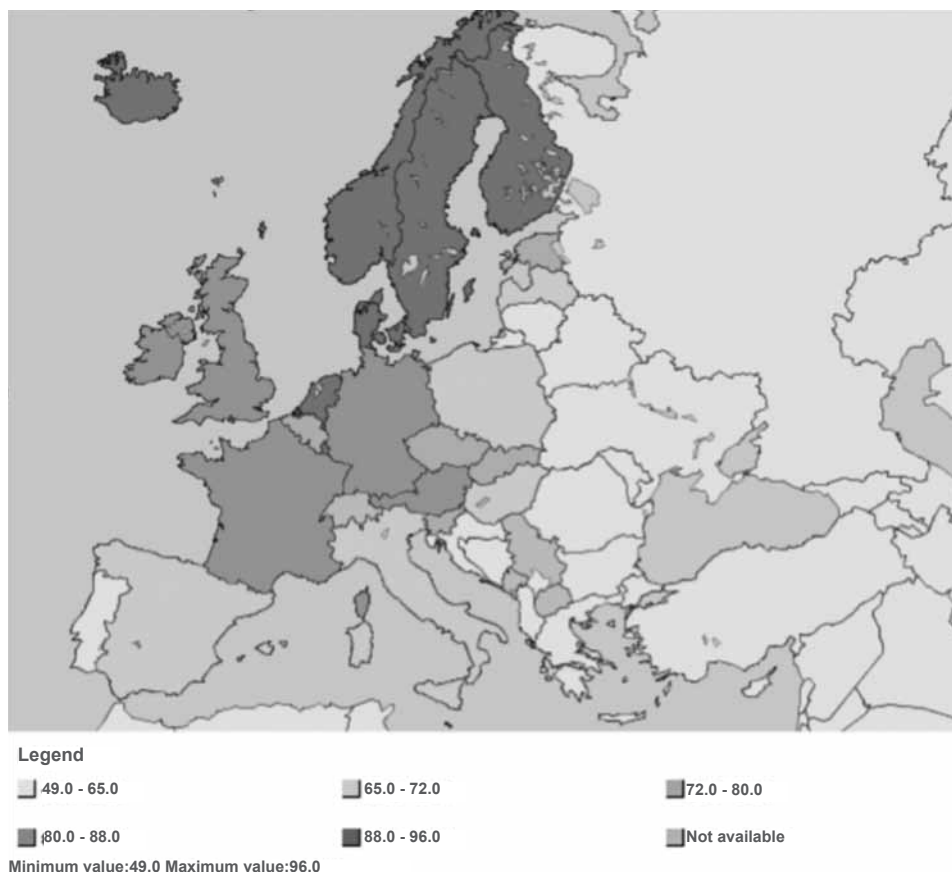 Legend
49.0 - 65.0
65.0 - 72.0
72.0 - 80.0
80.0 - 88.0
88.0 - 96.0
Not available
Minimum value:49.0 Maximum value:96.0